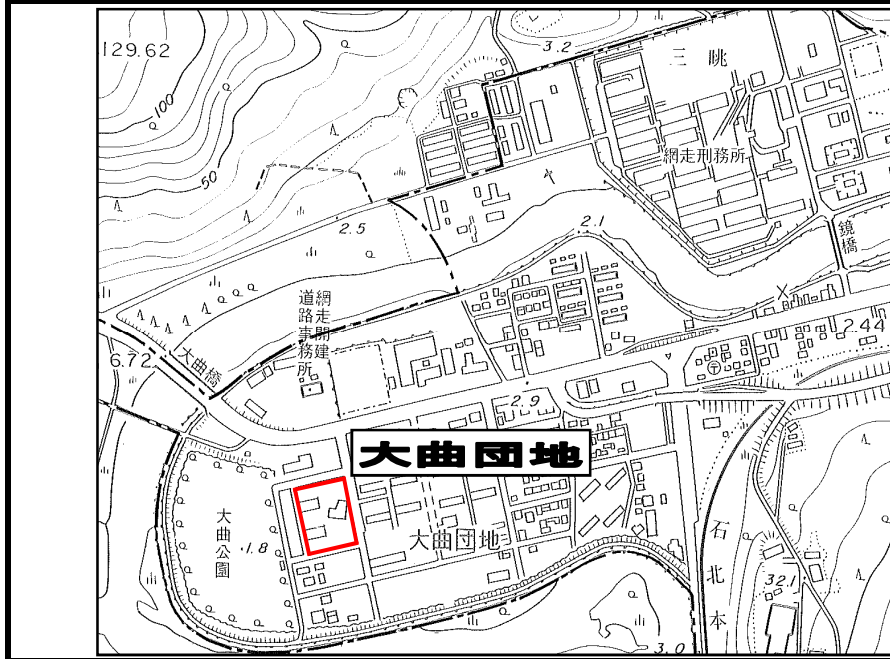 129.62
3.2
三眺
100
網走刑務所
50
2.5
2.1
鏡橋
網走開建
道路事務所
大曲橋
6.72
2.44
〒
2.9
大曲団地
大曲公園
1.8
大曲団地
石北本
32.1
3.0